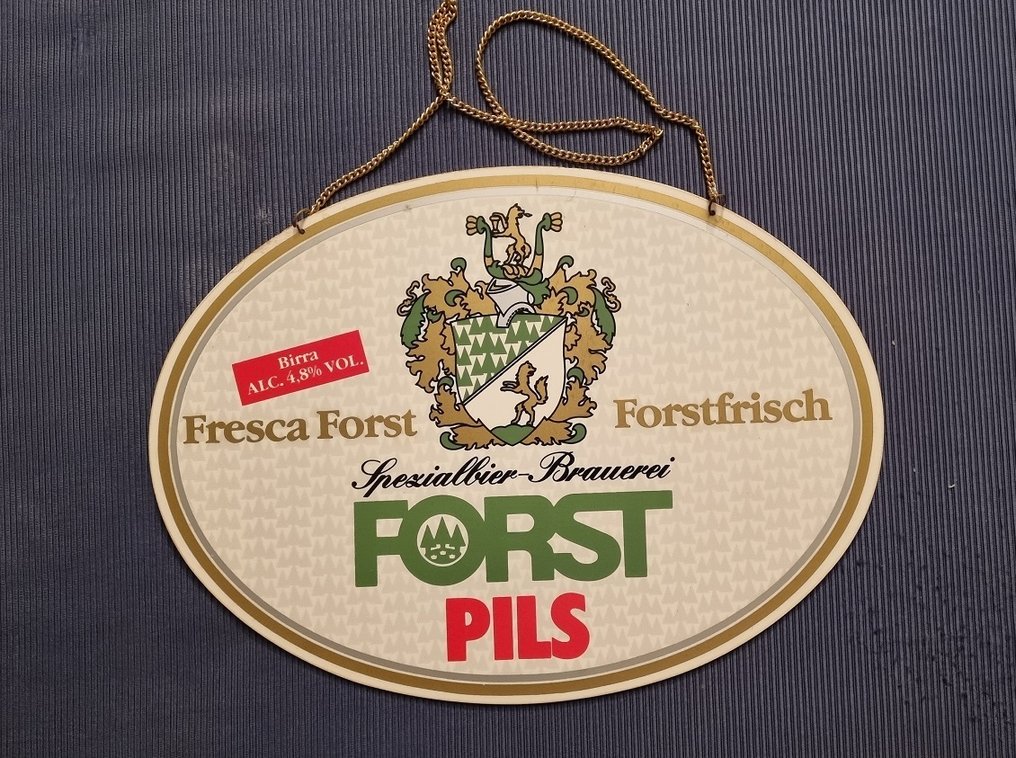 Birra
ALC. 4,8% VOL.
Fresca Forst
Forstfrisch
Spezialbier-Brauerei
FORST
PILS